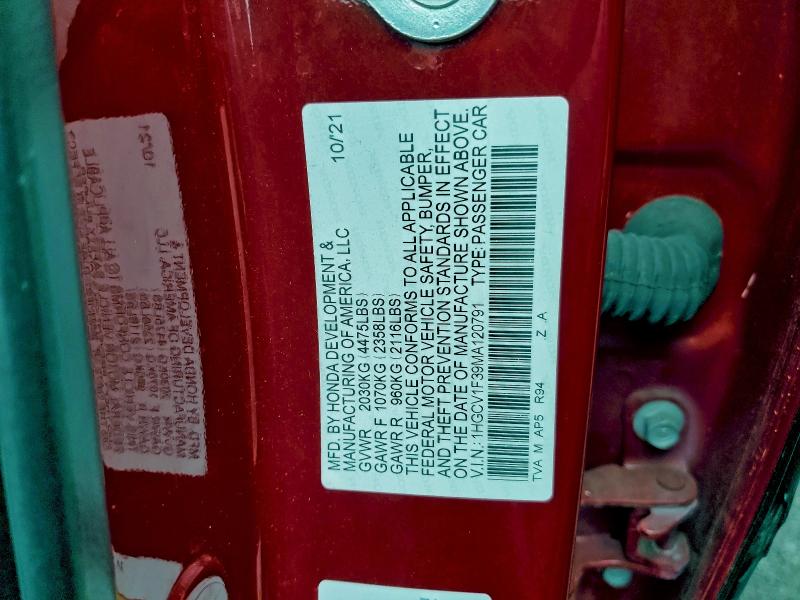 MFD. BY HONDA DEVELOPMENT & 10/'21
MANUFACTURING OF AMERICA, LLC
GVWR 2030KG(4475LBS)
GAWR F 1070KG(2358LBS)
GAWR R 960KG(2116LBS)
THIS VEHICLE CONFORMS TO ALL APPLICABLE
FEDERAL MOTOR VEHICLE SAFETY, BUMPER,
AND THEFT PREVENTION STANDARDS IN EFFECT
ON THE DATE OF MANUFACTURE SHOWN ABOVE.
V.I.N.:1HGCV1F39MA120791 TYPE:PASSENGER CAR
TVA M AP5 R94 Z A